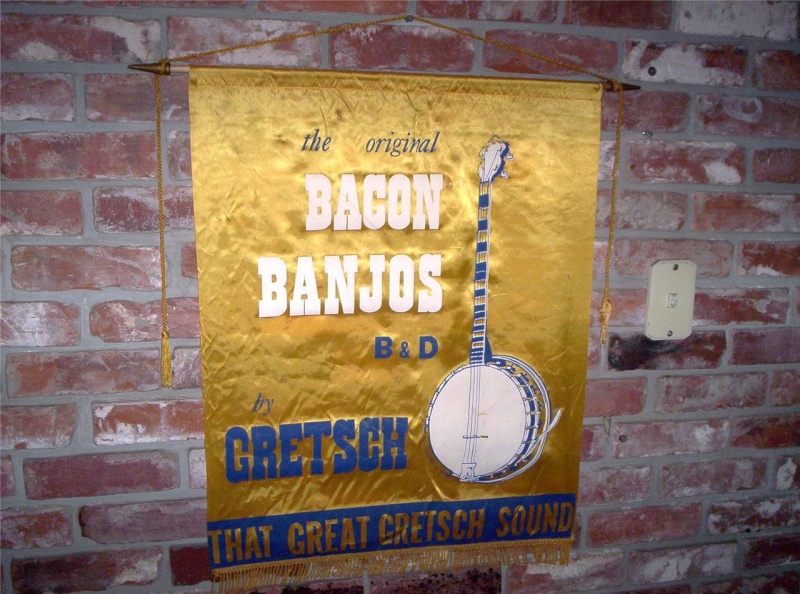 the original
BACON
BANJOS
B & D
by
GRETSCH
THAT GREAT GRETSCH SOUND